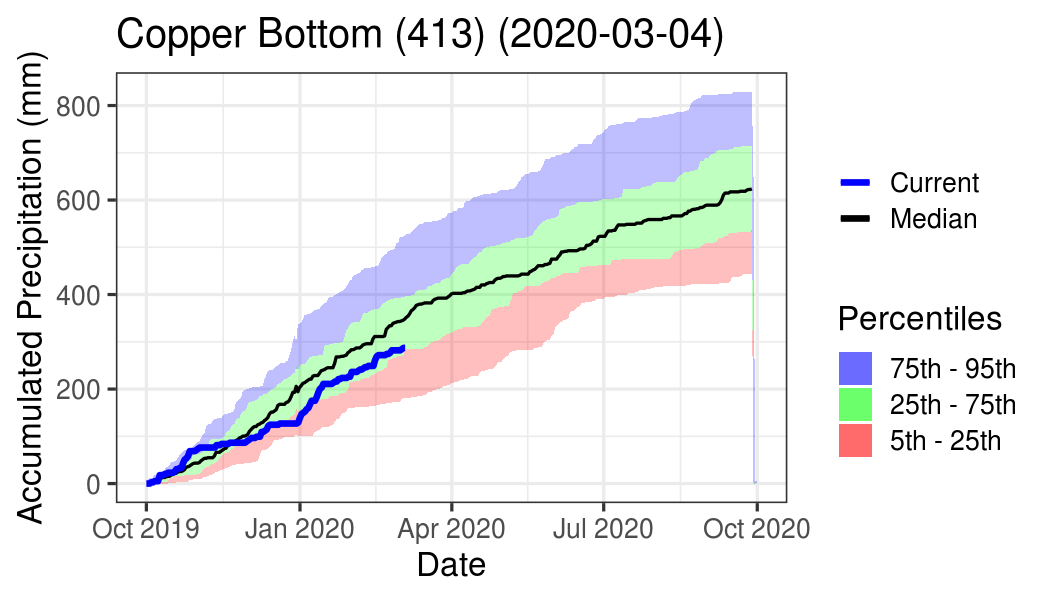 Copper Bottom (413) (2020-03-04)
Accumulated Precipitation (mm)
800
600
400
200
0
Oct 2019
Jan 2020
Apr 2020
Jul 2020
Oct 2020
Date
Current
Median
Percentiles
75th - 95th
25th - 75th
5th - 25th